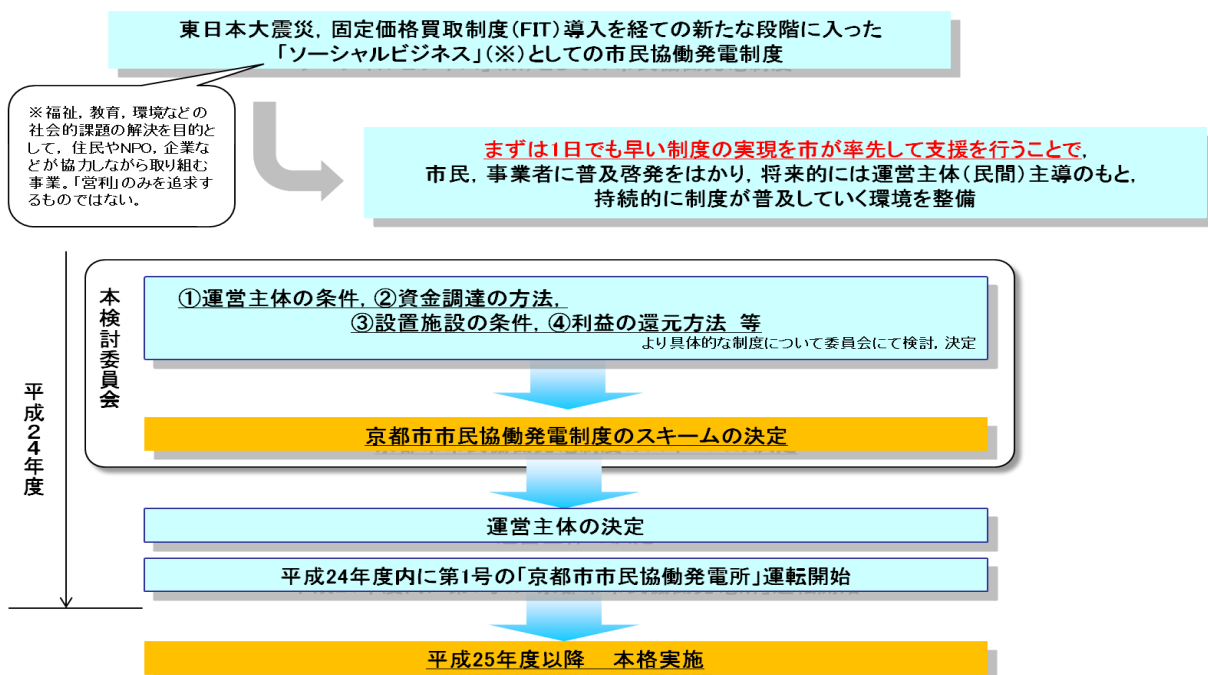 東日本大震災，固定価格買取制度(FIT)導入を経ての新たな段階に入った
「ソーシャルビジネス」(※)としての市民協働発電制度
※福祉，教育，環境などの
社会的課題の解決を目的と
して，住民やNPO，企業な
どが協力しながら取り組む
事業。「営利」のみを追求す
るものではない。
まずは1日でも早い制度の実現を市が率先して支援を行うことで，
市民，事業者に普及啓発をはかり，将来的には運営主体(民間)主導のもと，
持続的に制度が普及していく環境を整備
平成24年度
本検討委員会
①運営主体の条件，②資金調達の方法，
③設置施設の条件，④利益の還元方法 等
より具体的な制度について委員会にて検討，決定
京都市市民協働発電制度のスキームの決定
運営主体の決定
平成24年度内に第1号の「京都市市民協働発電所」運転開始
平成25年度以降　本格実施